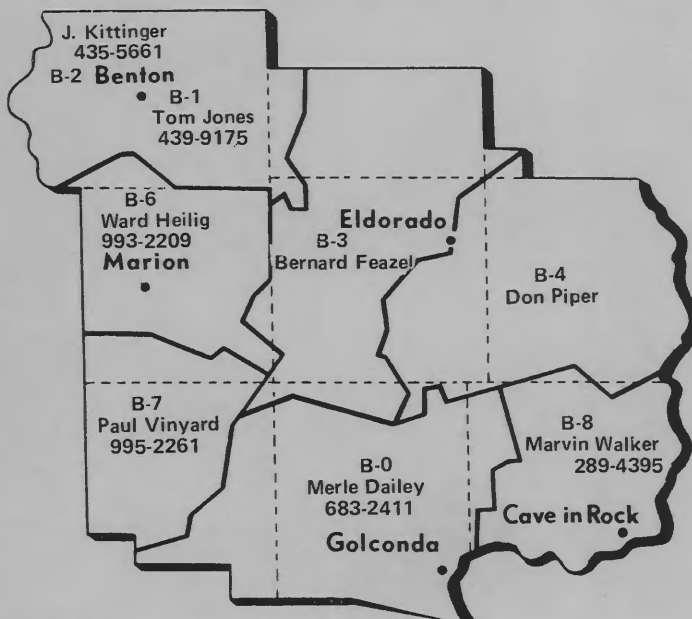 J. Kittinger
435-5661
B-2 Benton
B-1
Tom Jones
439-9175
B-6
Ward Heilig
993-2209
Marion
Eldorado
B-3
Bernard Feazel
B-4
Don Piper
B-7
Paul Vinyard
995-2261
B-0
Merle Dailey
683-2411
Golconda
B-8
Marvin Walker
289-4395
Cave in Rock